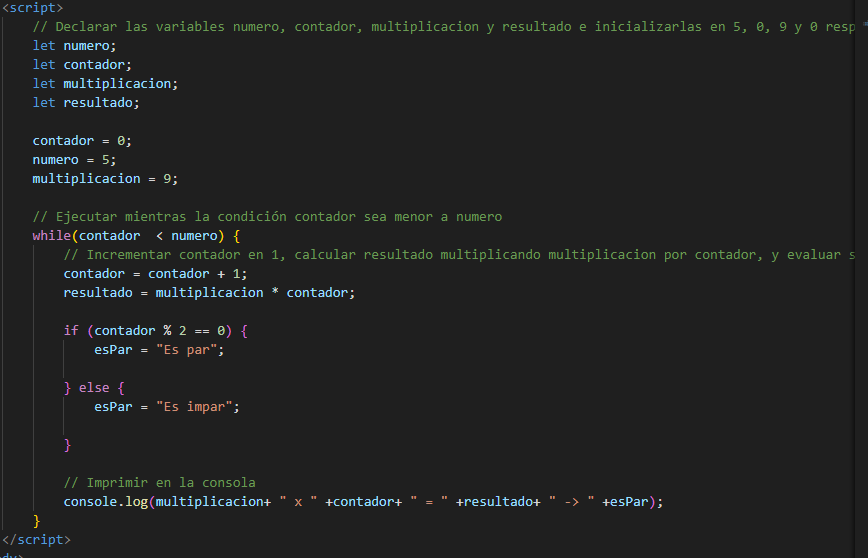 <script>
// Declarar las variables numero, contador, multiplicacion y resultado e inicializarlas en 5, 0, 9 y 0 resp
let numero;
let contador;
let multiplicacion;
let resultado;
contador = 0;
numero = 5;
multiplicacion = 9;
// Ejecutar mientras la condición contador sea menor a numero
while(contador  < numero) {
// Incrementar contador en 1, calcular resultado multiplicando multiplicacion por contador, y evaluar s
contador = contador + 1;
resultado = multiplicacion * contador;
if (contador % 2 == 0) {
esPar = "Es par";
} else {
esPar = "Es impar";
}
// Imprimir en la consola
console.log(multiplicacion+ " x " +contador+ " = " +resultado+ " -> " +esPar);
}
</script>